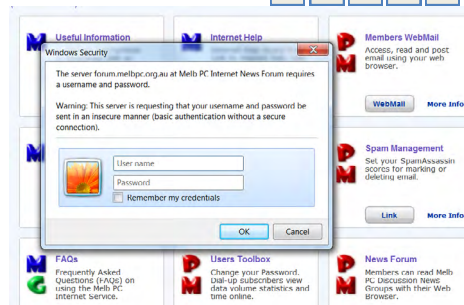 Useful Information
Internet Help
Members WebMail
Access, read and post
email using your web
browser.
WebMail
More Info
Windows Security
The server forum.melbpc.org.au at Melb PC Internet News Forum requires
a username and password.
Warning: This server is requesting that your username and password be
sent in an insecure manner (basic authentication without a secure
connection).
User name
Password
Remember my credentials
OK
Cancel
Spam Management
Set your SpamAssassin
scores for marking or
deleting email.
Link
More Info
FAQs
Frequently Asked
Questions (FAQs) on
using the Melb PC
Internet Service.
Users Toolbox
Change your Password.
Dial-up subscribers view
data volume statistics and
time online.
News Forum
Members can read Melb
PC Discussion News
Groups with their Web
Browser.